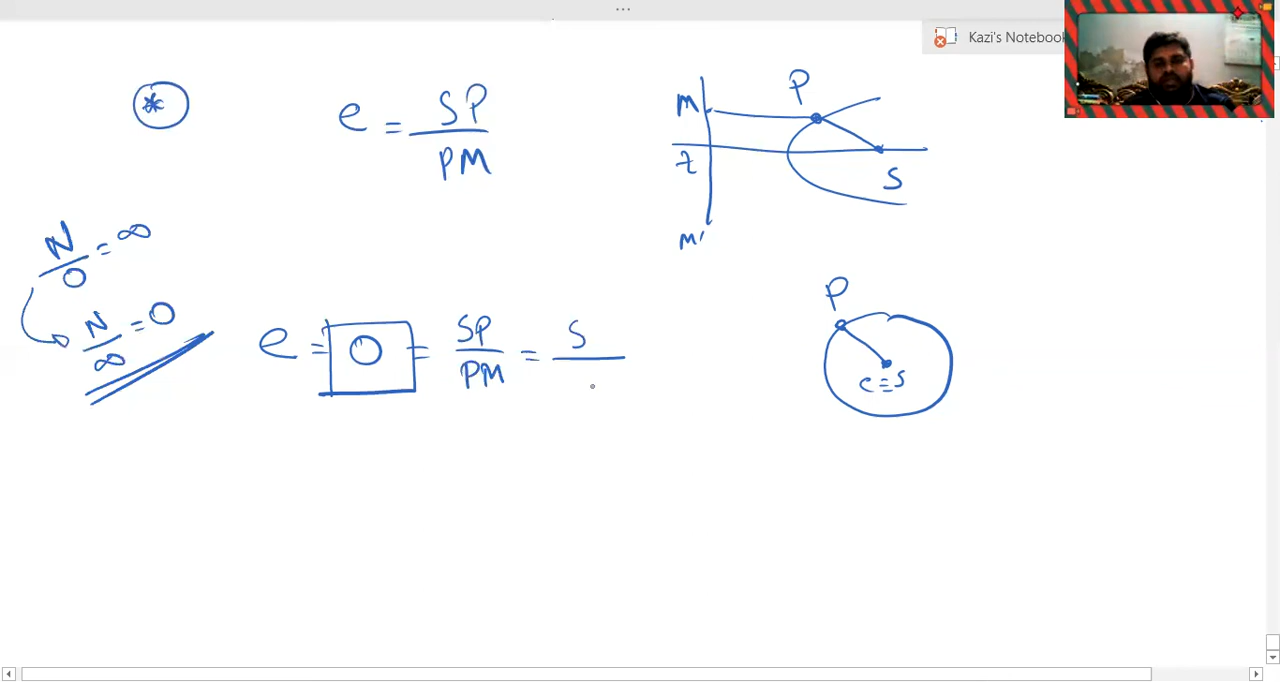 Kazi's Notebook
*
e = SP / PM
P
M
Z
S
M'
N / 0 = ∞
N / ∞ = 0
e = 0 = SP / PM = S /
P
c = S